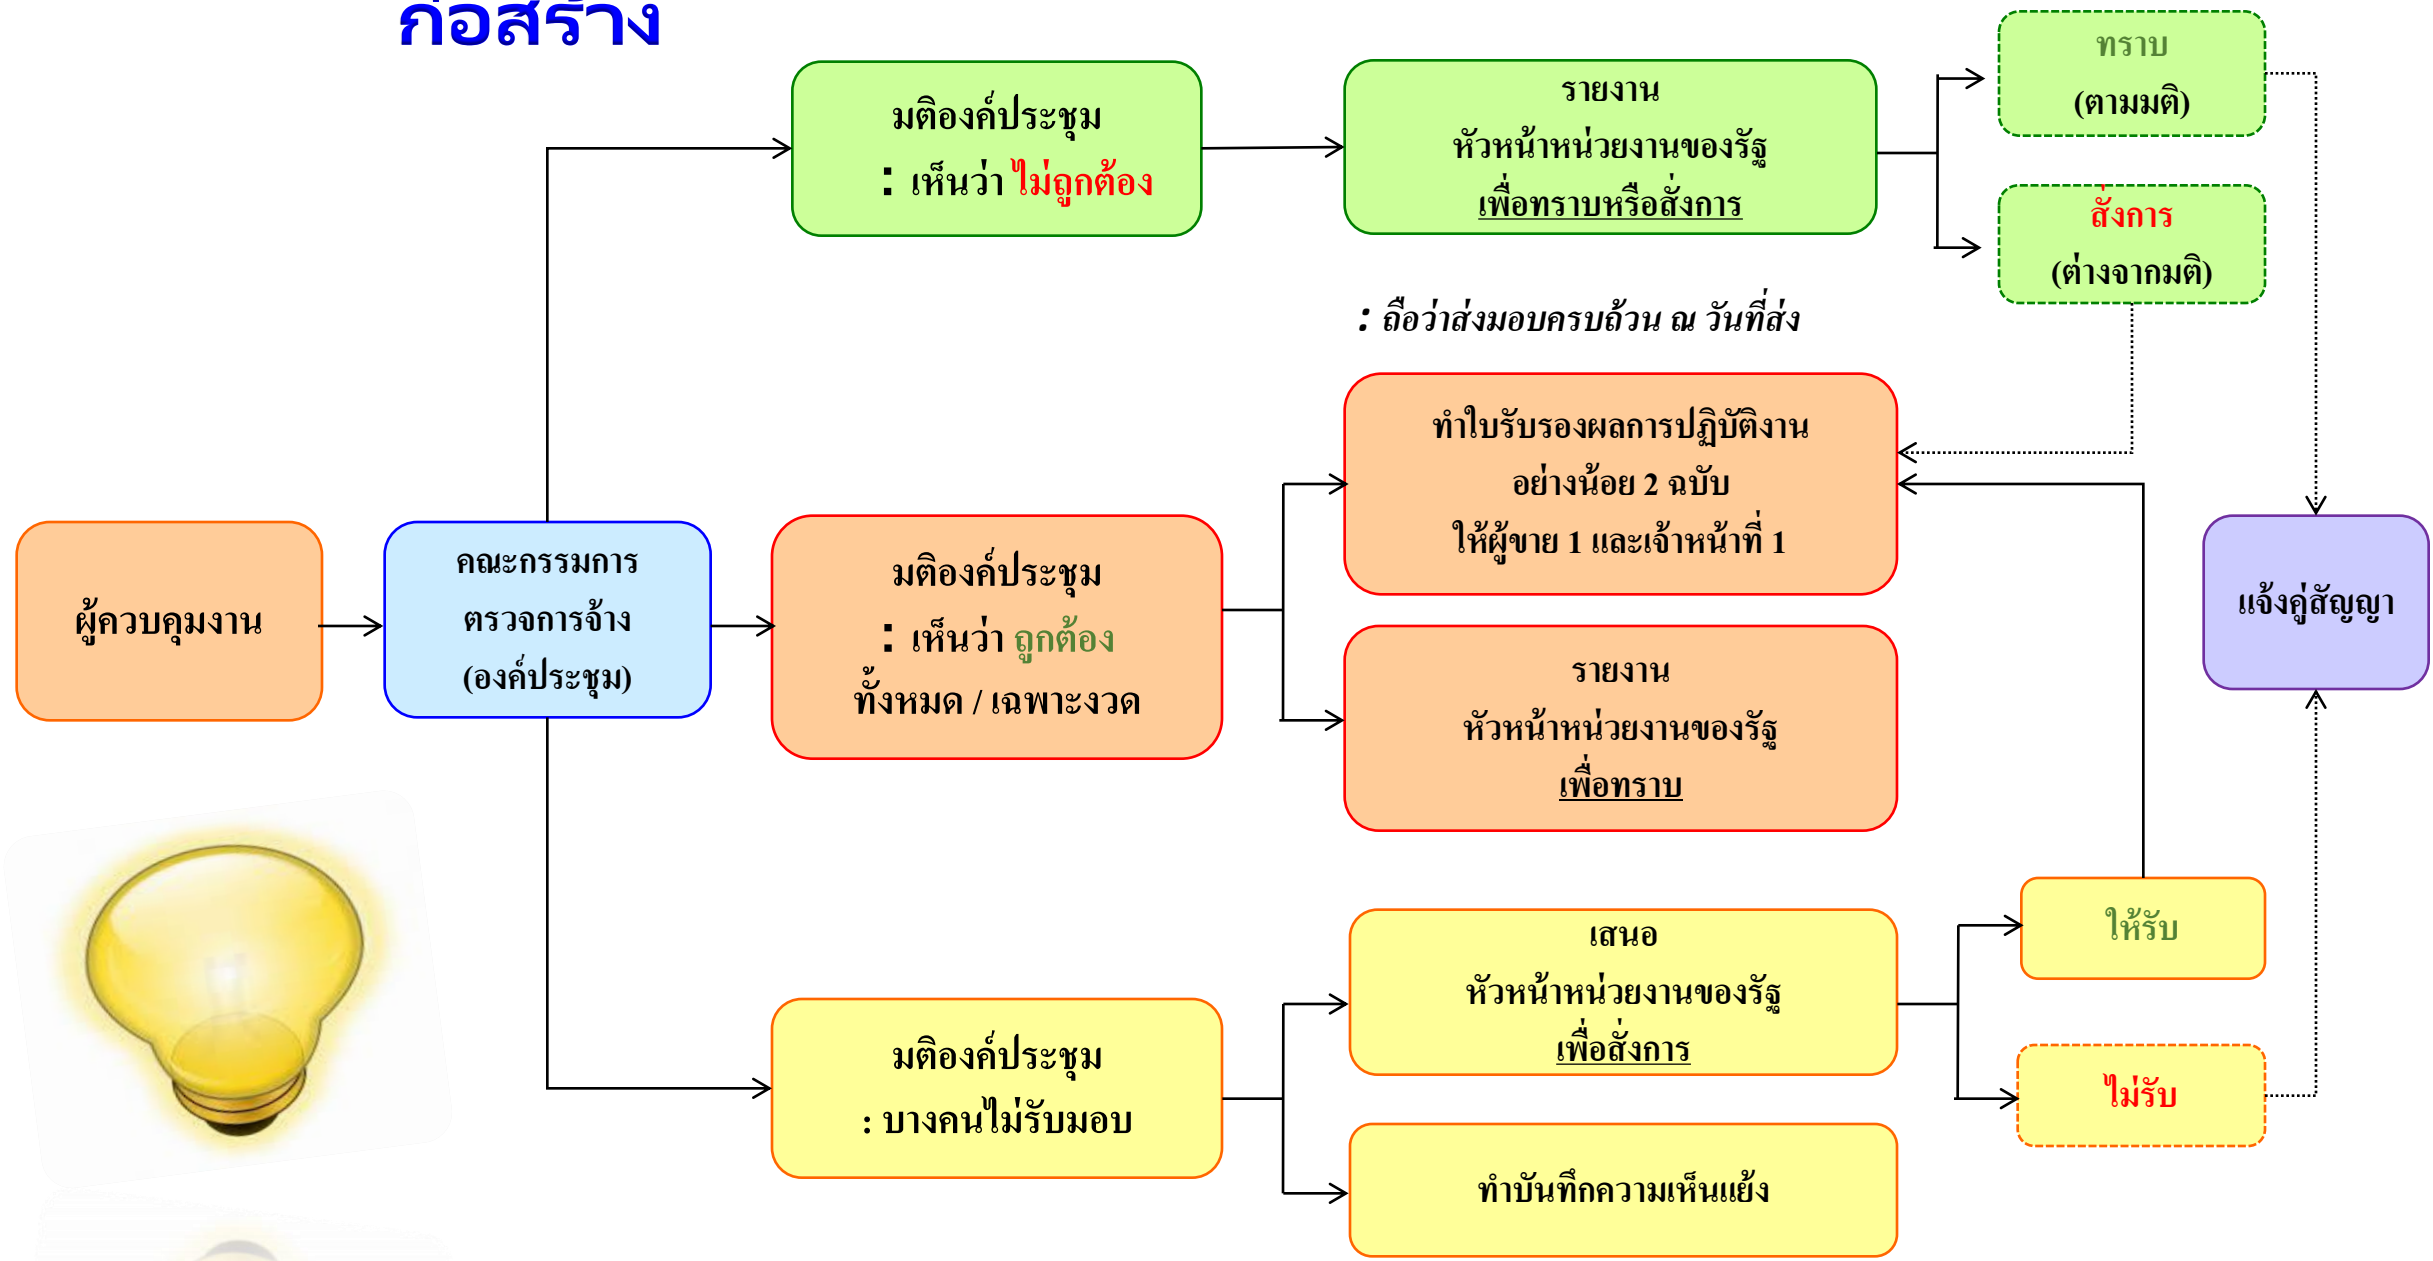 ก่อสร้าง
มติองค์ประชุม
: เห็นว่า ไม่ถูกต้อง
รายงาน
หัวหน้าหน่วยงานของรัฐ
เพื่อทราบหรือสั่งการ
ทราบ
(ตามมติ)
สั่งการ
(ต่างจากมติ)
: ถือว่าส่งมอบครบถ้วน ณ วันที่ส่ง
ผู้ควบคุมงาน
คณะกรรมการ
ตรวจการจ้าง
(องค์ประชุม)
มติองค์ประชุม
: เห็นว่า ถูกต้อง
ทั้งหมด / เฉพาะงวด
ทำใบรับรองผลการปฏิบัติงาน
อย่างน้อย 2 ฉบับ
ให้ผู้ขาย 1 และเจ้าหน้าที่ 1
รายงาน
หัวหน้าหน่วยงานของรัฐ
เพื่อทราบ
แจ้งคู่สัญญา
มติองค์ประชุม
: บางคนไม่รับมอบ
เสนอ
หัวหน้าหน่วยงานของรัฐ
เพื่อสั่งการ
ทำบันทึกความเห็นแย้ง
ให้รับ
ไม่รับ